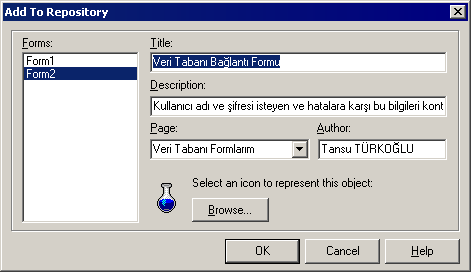 Add To Repository
Forms:
Form1
Form2
Title:
Veri Tabanı Bağlantı Formu
Description:
Kullanıcı adı ve şifresi isteyen ve hatalara karşı bu bilgileri kont
Page:
Author:
Veri Tabanı Formlarım
Tansu TÜRKOĞLU
Select an icon to represent this object:
Browse...
OK
Cancel
Help